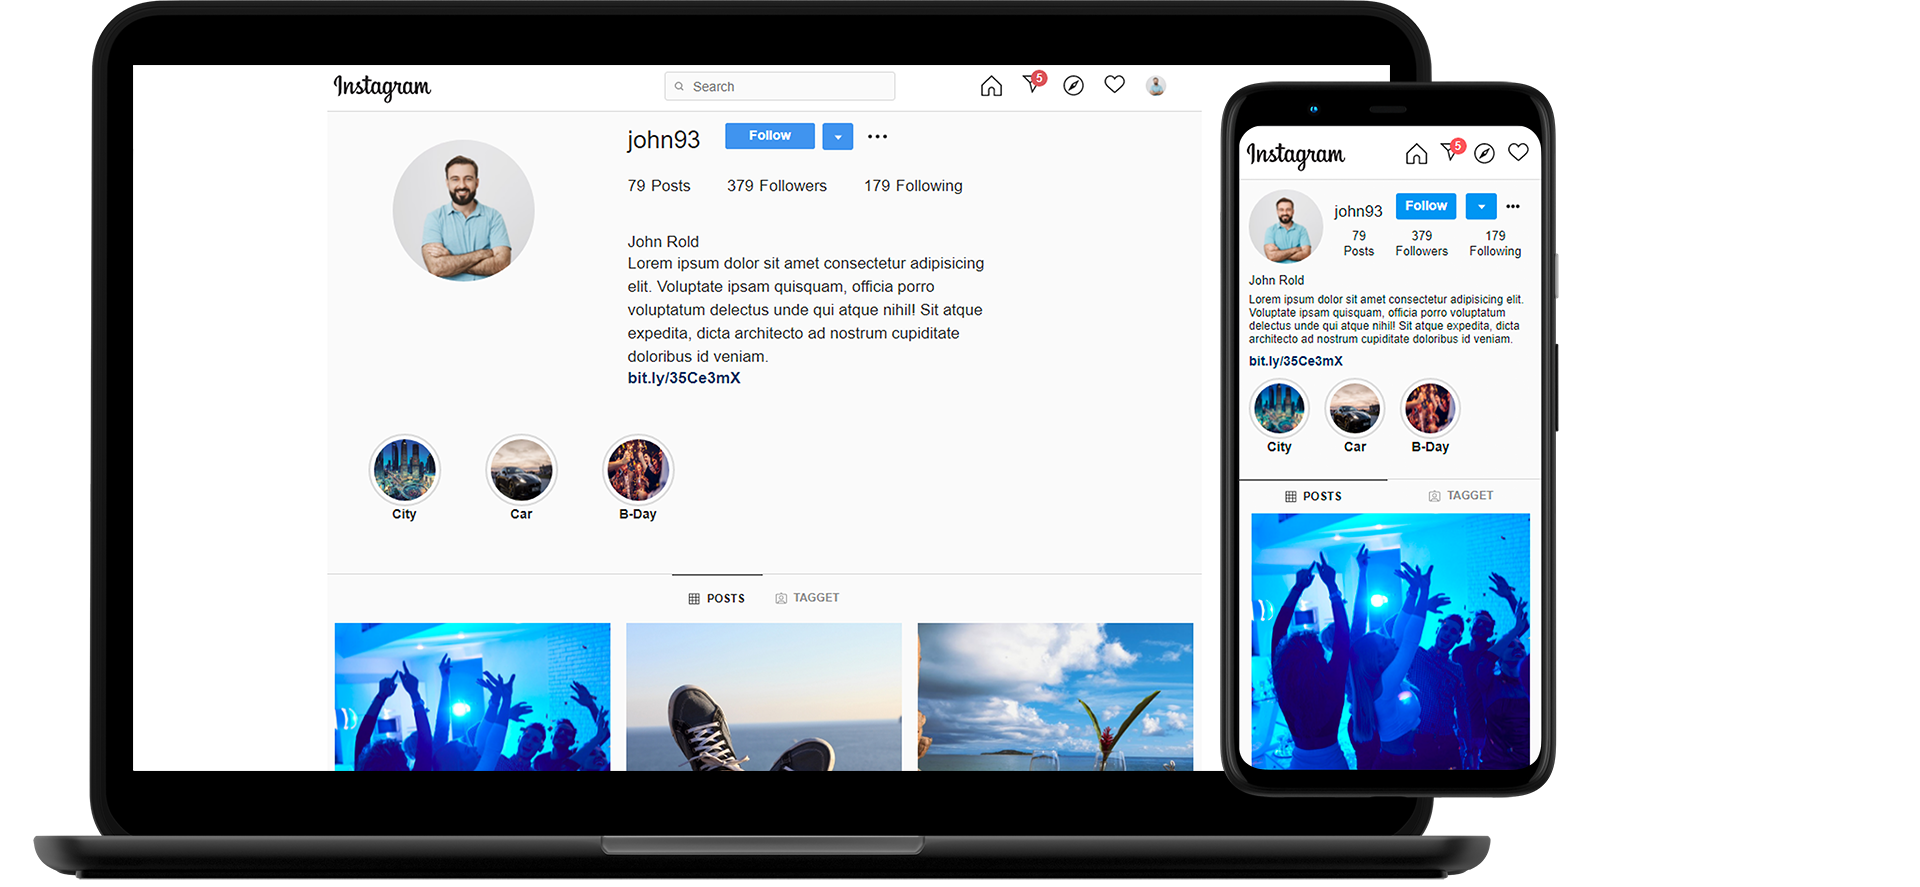 Instagram
Search
5
john93
Follow
79 Posts
379 Followers
179 Following
John Rold
Lorem ipsum dolor sit amet consectetur adipisicing
elit. Voluptate ipsam quisquam, officia porro
voluptatum delectus unde qui atque nihil! Sit atque
expedita, dicta architecto ad nostrum cupiditate
doloribus id veniam.
bit.ly/35Ce3mX
City
Car
B-Day
POSTS
TAGGET
Instagram
5
john93
Follow
79
Posts
379
Followers
179
Following
John Rold
Lorem ipsum dolor sit amet consectetur adipisicing elit.
Voluptate ipsam quisquam, officia porro voluptatum
delectus unde qui atque nihil! Sit atque expedita, dicta
architecto ad nostrum cupiditate doloribus id veniam.
bit.ly/35Ce3mX
City
Car
B-Day
POSTS
TAGGET